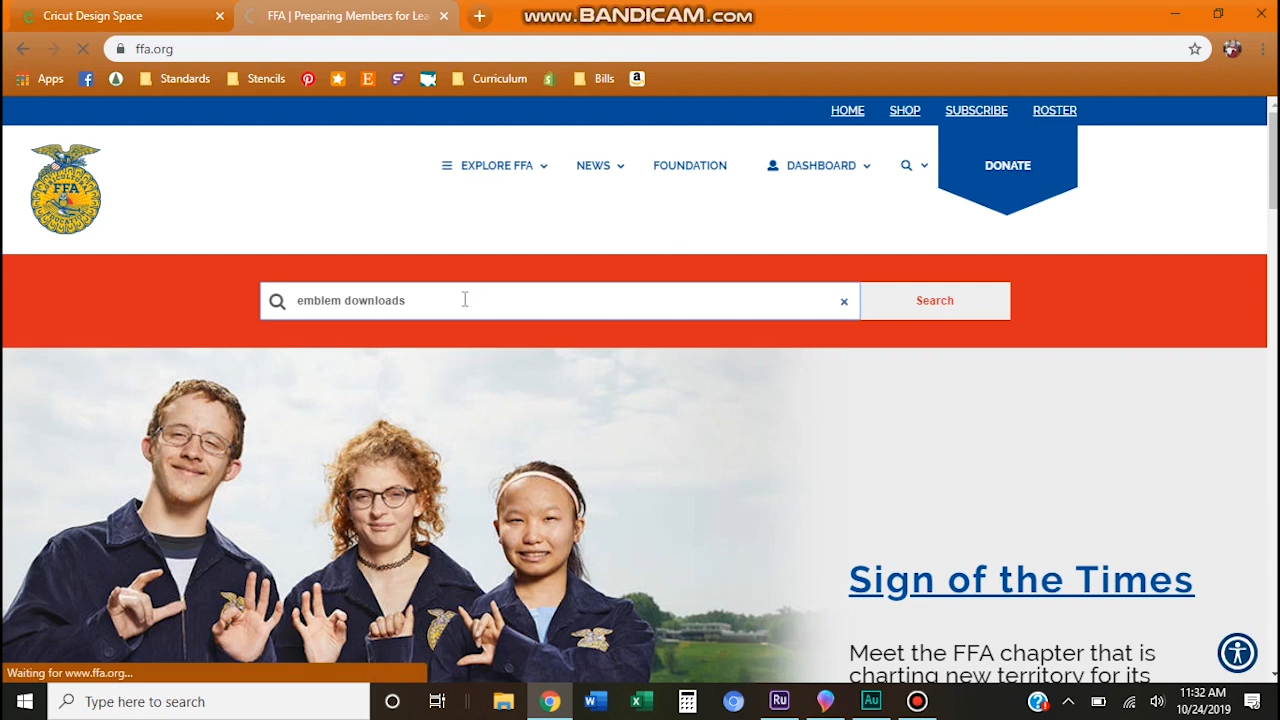 Cricut Design Space
FFA | Preparing Members for Lea
www.BANDICAM.com
ffa.org
Apps
Standards
Stencils
Curriculum
Bills
HOME
SHOP
SUBSCRIBE
ROSTER
FFA
EXPLORE FFA
NEWS
FOUNDATION
DASHBOARD
DONATE
emblem downloads
Search
Sign of the Times
Meet the FFA chapter that is
charting new territory for its
Waiting for www.ffa.org...
Type here to search
Ru
Au
11:32 AM
10/24/2019